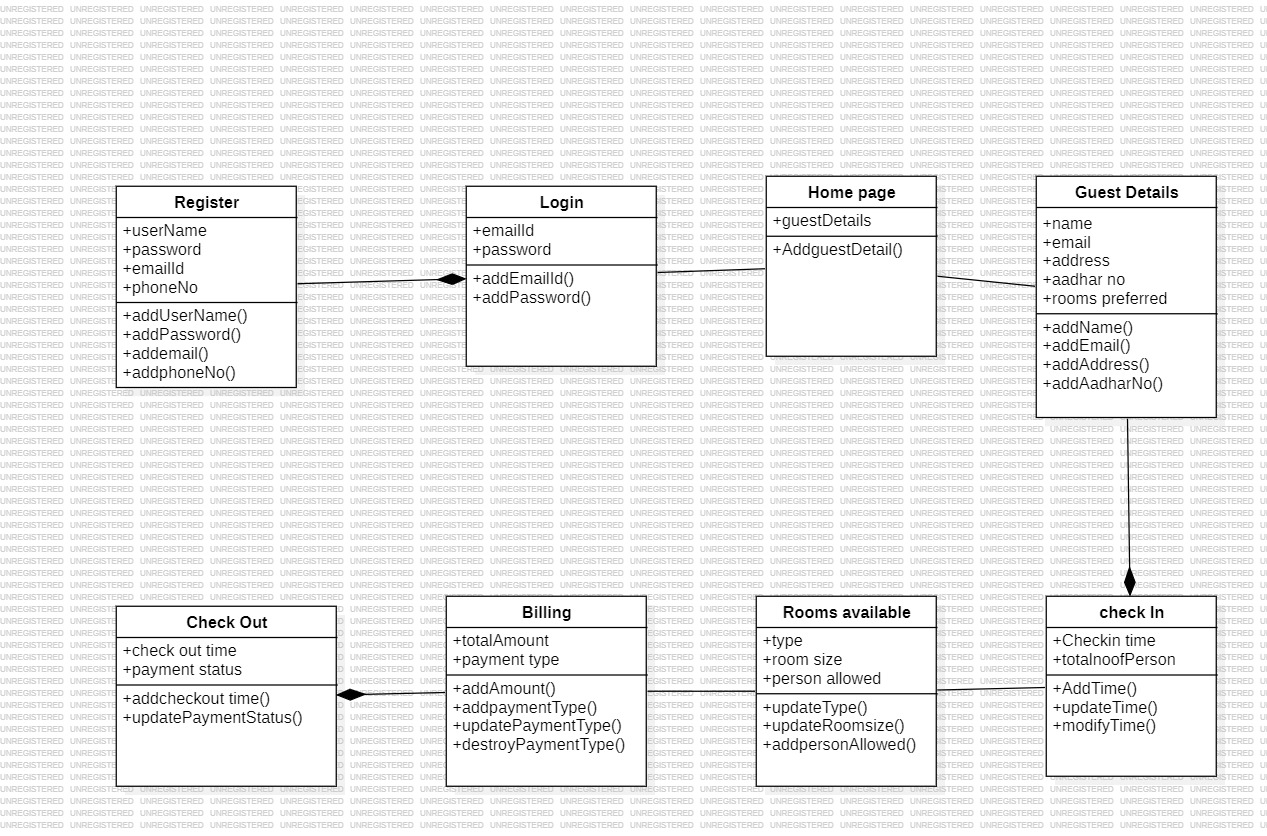 Register
+userName
+password
+emailId
+phoneNo
+addUserName()
+addPassword()
+addemail()
+addphoneNo()
Login
+emailId
+password
+addEmailId()
+addPassword()
Home page
+guestDetails
+AddguestDetail()
Guest Details
+name
+email
+address
+aadhar no
+rooms preferred
+addName()
+addEmail()
+addAddress()
+addAadharNo()
Check Out
+check out time
+payment status
+addcheckout time()
+updatePaymentStatus()
Billing
+totalAmount
+payment type
+addAmount()
+addpaymentType()
+updatePaymentType()
+destroyPaymentType()
Rooms available
+type
+room size
+person allowed
+updateType()
+updateRoomsize()
+addpersonAllowed()
check In
+Checkin time
+totalnoofPerson
+AddTime()
+updateTime()
+modifyTime()
UNREGISTERED